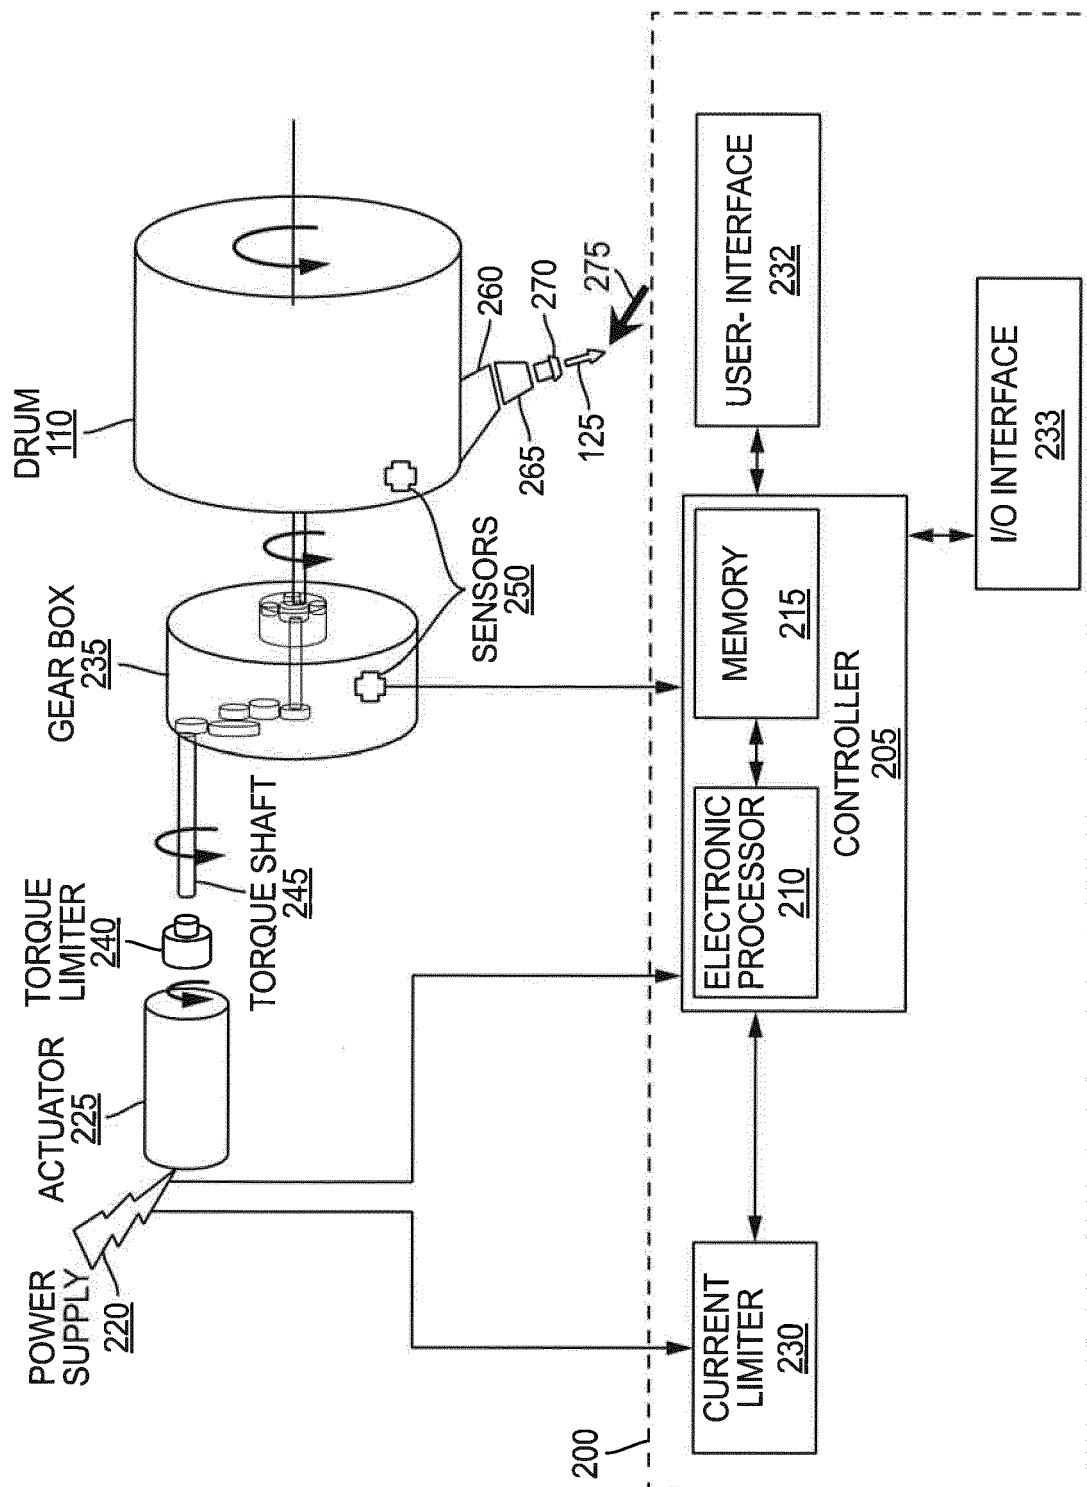 POWER
SUPPLY
220
ACTUATOR
225
TORQUE
LIMITER
240
TORQUE SHAFT
245
GEAR BOX
235
SENSORS
250
DRUM
110
260
265
270
125
275
200
CURRENT
LIMITER
230
ELECTRONIC
PROCESSOR
210
MEMORY
215
CONTROLLER
205
USER- INTERFACE
232
I/O INTERFACE
233